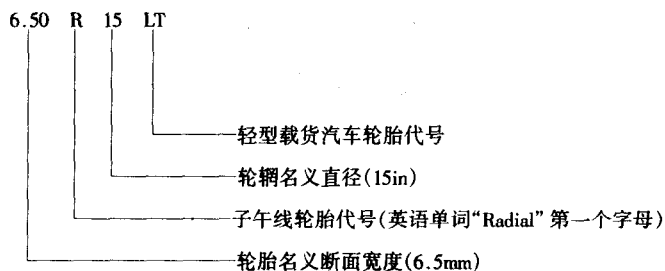 6.50 R 15 LT
轻型载货汽车轮胎代号
轮辋名义直径(15in)
子午线轮胎代号(英语单词“Radial”第一个字母)
轮胎名义断面宽度(6.5mm)